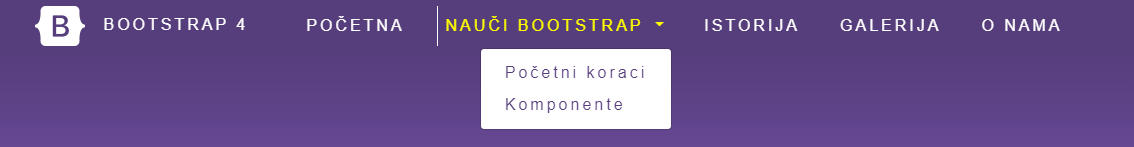 B BOOTSTRAP 4 POČETNA NAUČI BOOTSTRAP ISTORIJA GALERIJA O NAMA
Početni koraci
Komponente